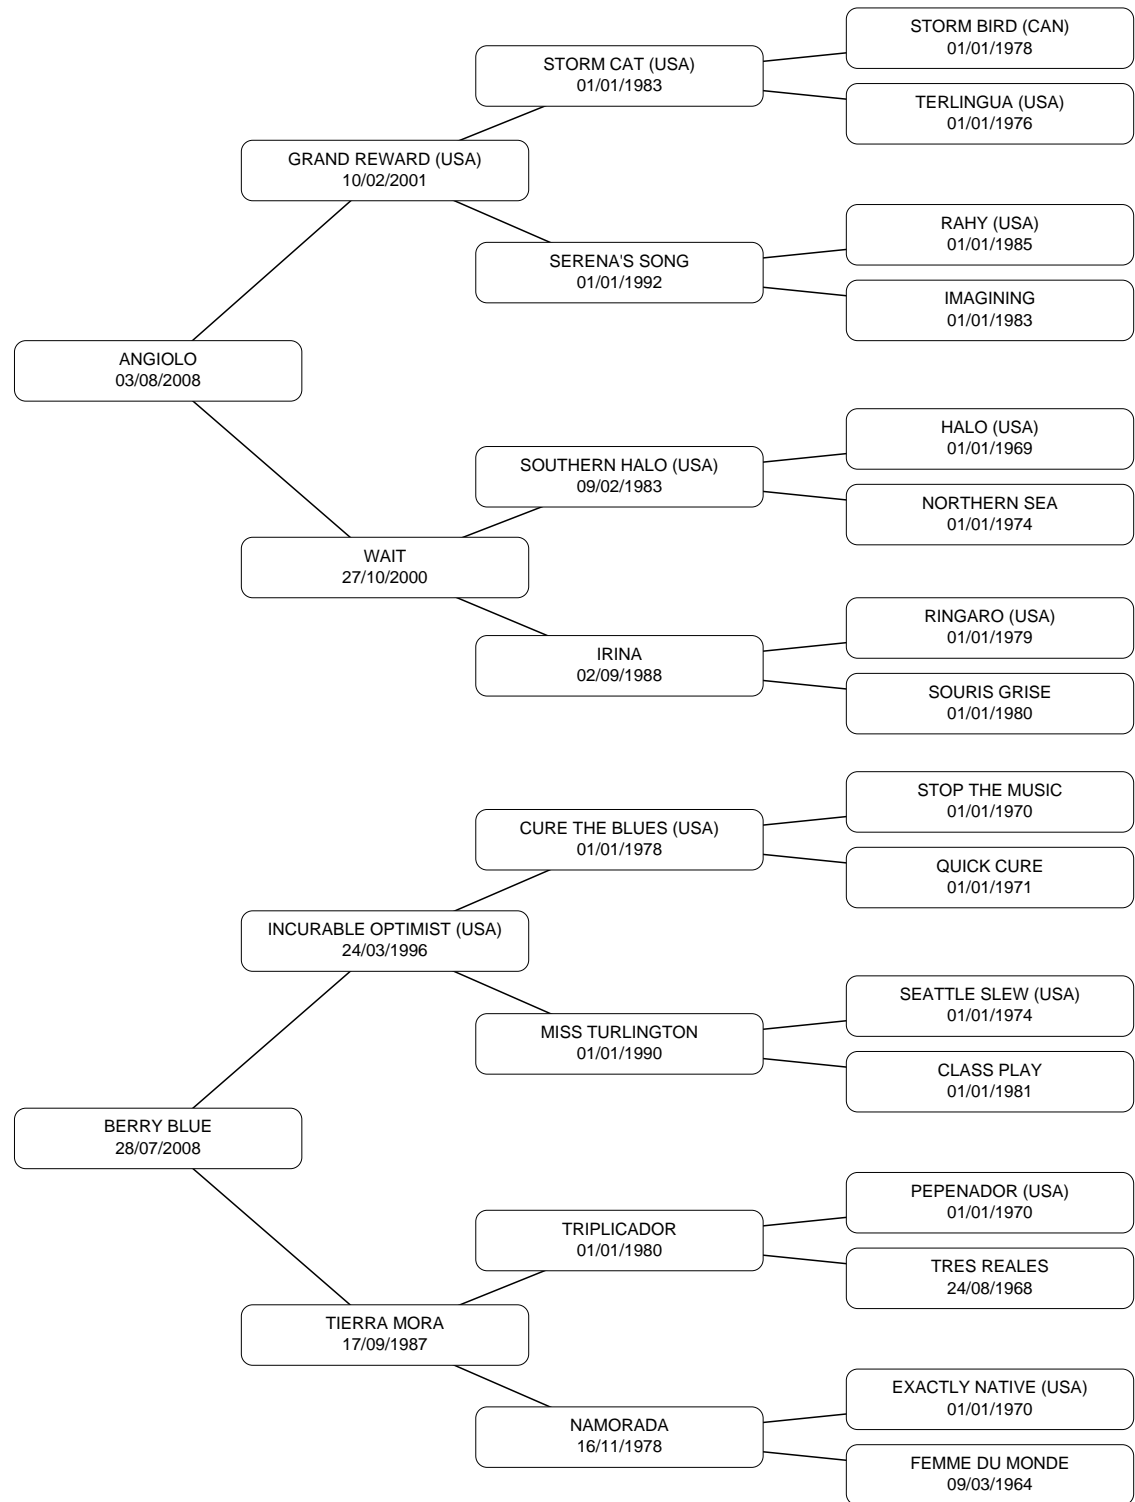 STORM BIRD (CAN)
01/01/1978
STORM CAT (USA)
01/01/1983
TERLINGUA (USA)
01/01/1976
GRAND REWARD (USA)
10/02/2001
RAHY (USA)
01/01/1985
SERENA'S SONG
01/01/1992
IMAGINING
01/01/1983
ANGIOLO
03/08/2008
HALO (USA)
01/01/1969
SOUTHERN HALO (USA)
09/02/1983
NORTHERN SEA
01/01/1974
WAIT
27/10/2000
RINGARO (USA)
01/01/1979
IRINA
02/09/1988
SOURIS GRISE
01/01/1980
STOP THE MUSIC
01/01/1970
CURE THE BLUES (USA)
01/01/1978
QUICK CURE
01/01/1971
INCURABLE OPTIMIST (USA)
24/03/1996
SEATTLE SLEW (USA)
01/01/1974
MISS TURLINGTON
01/01/1990
CLASS PLAY
01/01/1981
BERRY BLUE
28/07/2008
PEPENADOR (USA)
01/01/1970
TRIPLICADOR
01/01/1980
TRES REALES
24/08/1968
TIERRA MORA
17/09/1987
EXACTLY NATIVE (USA)
01/01/1970
NAMORADA
16/11/1978
FEMME DU MONDE
09/03/1964